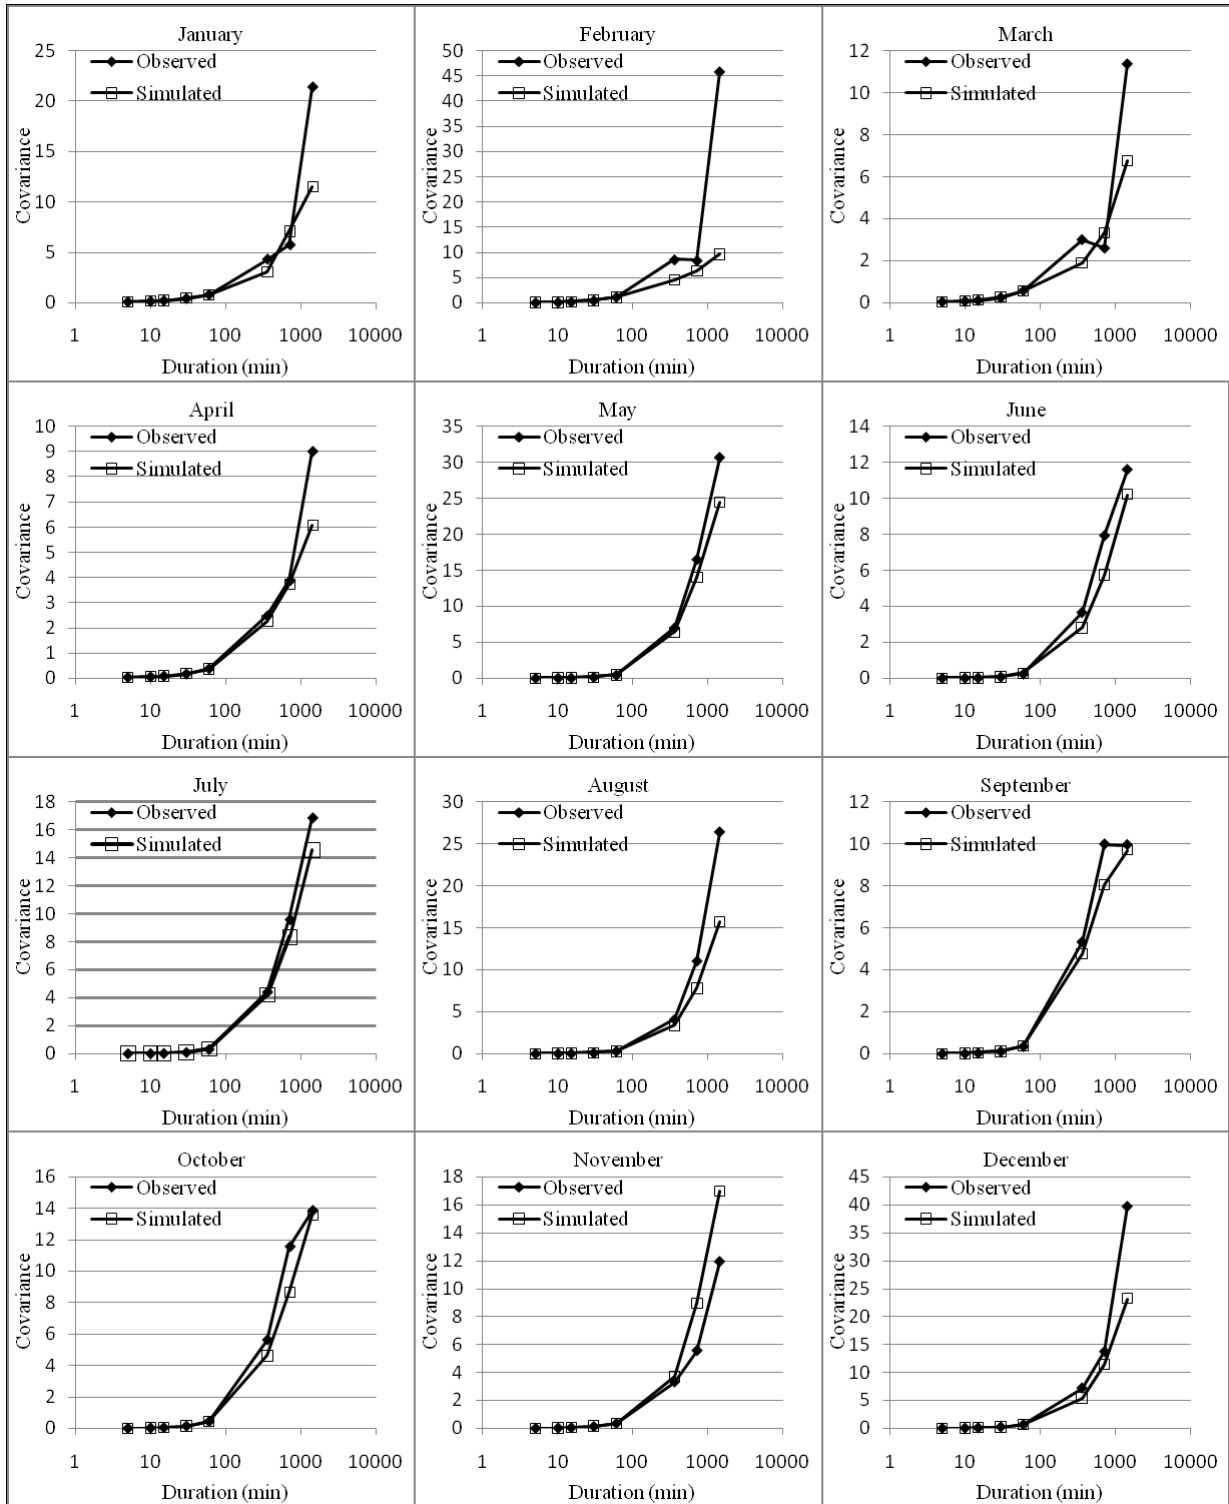 January
25
20
15
10
5
0
1 10 100 1000 10000
Covariance
Duration (min)
Observed
Simulated
February
50
45
40
35
30
25
20
15
10
5
0
1 10 100 1000 10000
Covariance
Duration (min)
Observed
Simulated
March
12
10
8
6
4
2
0
1 10 100 1000 10000
Covariance
Duration (min)
Observed
Simulated
April
10
9
8
7
6
5
4
3
2
1
0
1 10 100 1000 10000
Covariance
Duration (min)
Observed
Simulated
May
35
30
25
20
15
10
5
0
1 10 100 1000 10000
Covariance
Duration (min)
Observed
Simulated
June
14
12
10
8
6
4
2
0
1 10 100 1000 10000
Covariance
Duration (min)
Observed
Simulated
July
18
16
14
12
10
8
6
4
2
0
1 10 100 1000 10000
Covariance
Duration (min)
Observed
Simulated
August
30
25
20
15
10
5
0
1 10 100 1000 10000
Covariance
Duration (min)
Observed
Simulated
September
12
10
8
6
4
2
0
1 10 100 1000 10000
Covariance
Duration (min)
Observed
Simulated
October
16
14
12
10
8
6
4
2
0
1 10 100 1000 10000
Covariance
Duration (min)
Observed
Simulated
November
18
16
14
12
10
8
6
4
2
0
1 10 100 1000 10000
Covariance
Duration (min)
Observed
Simulated
December
45
40
35
30
25
20
15
10
5
0
1 10 100 1000 10000
Covariance
Duration (min)
Observed
Simulated